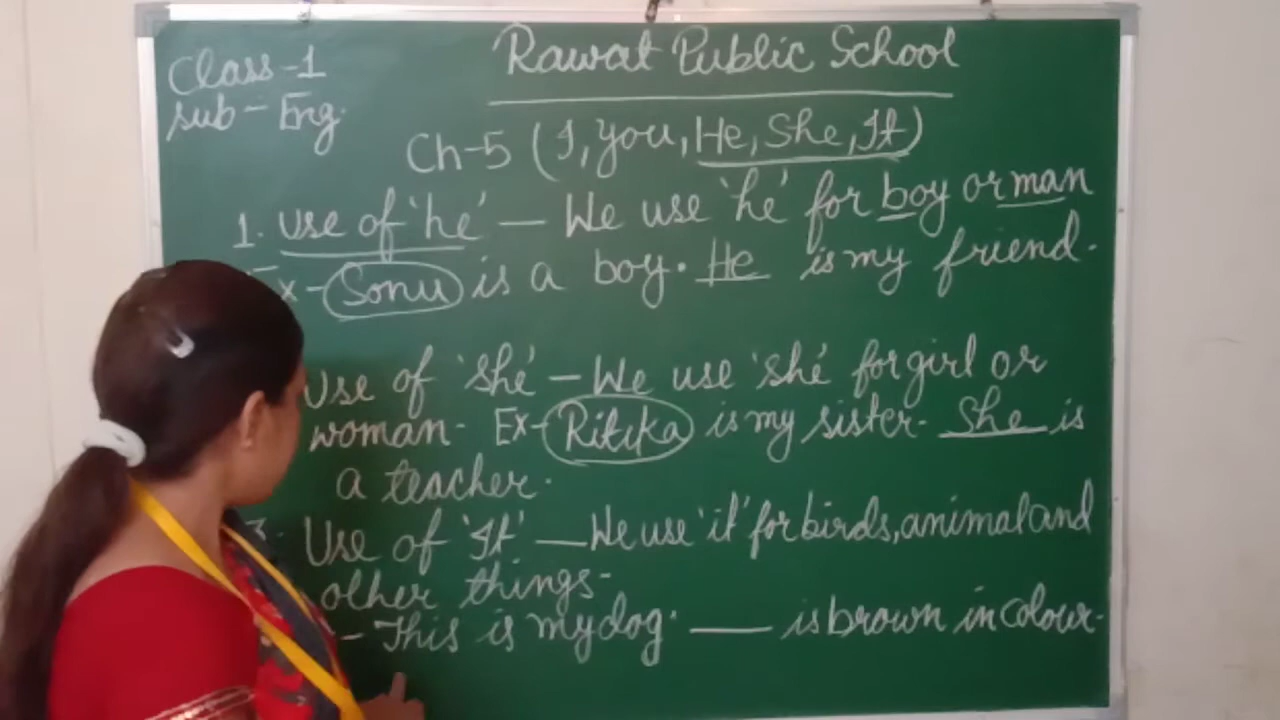 Class-1
Sub-Eng.
Rawat Public School
Ch-5 (I, you, He, She, It)
1. Use of 'he' — We use 'he' for boy or man
x- Sonu is a boy. He is my friend.
Use of 'she' — We use 'she' for girl or
woman. Ex- Ritika is my sister. She is
a teacher.
3. Use of 'It' — We use 'it' for birds, animal and
other things.
- This is my dog. ____ is brown in colour.